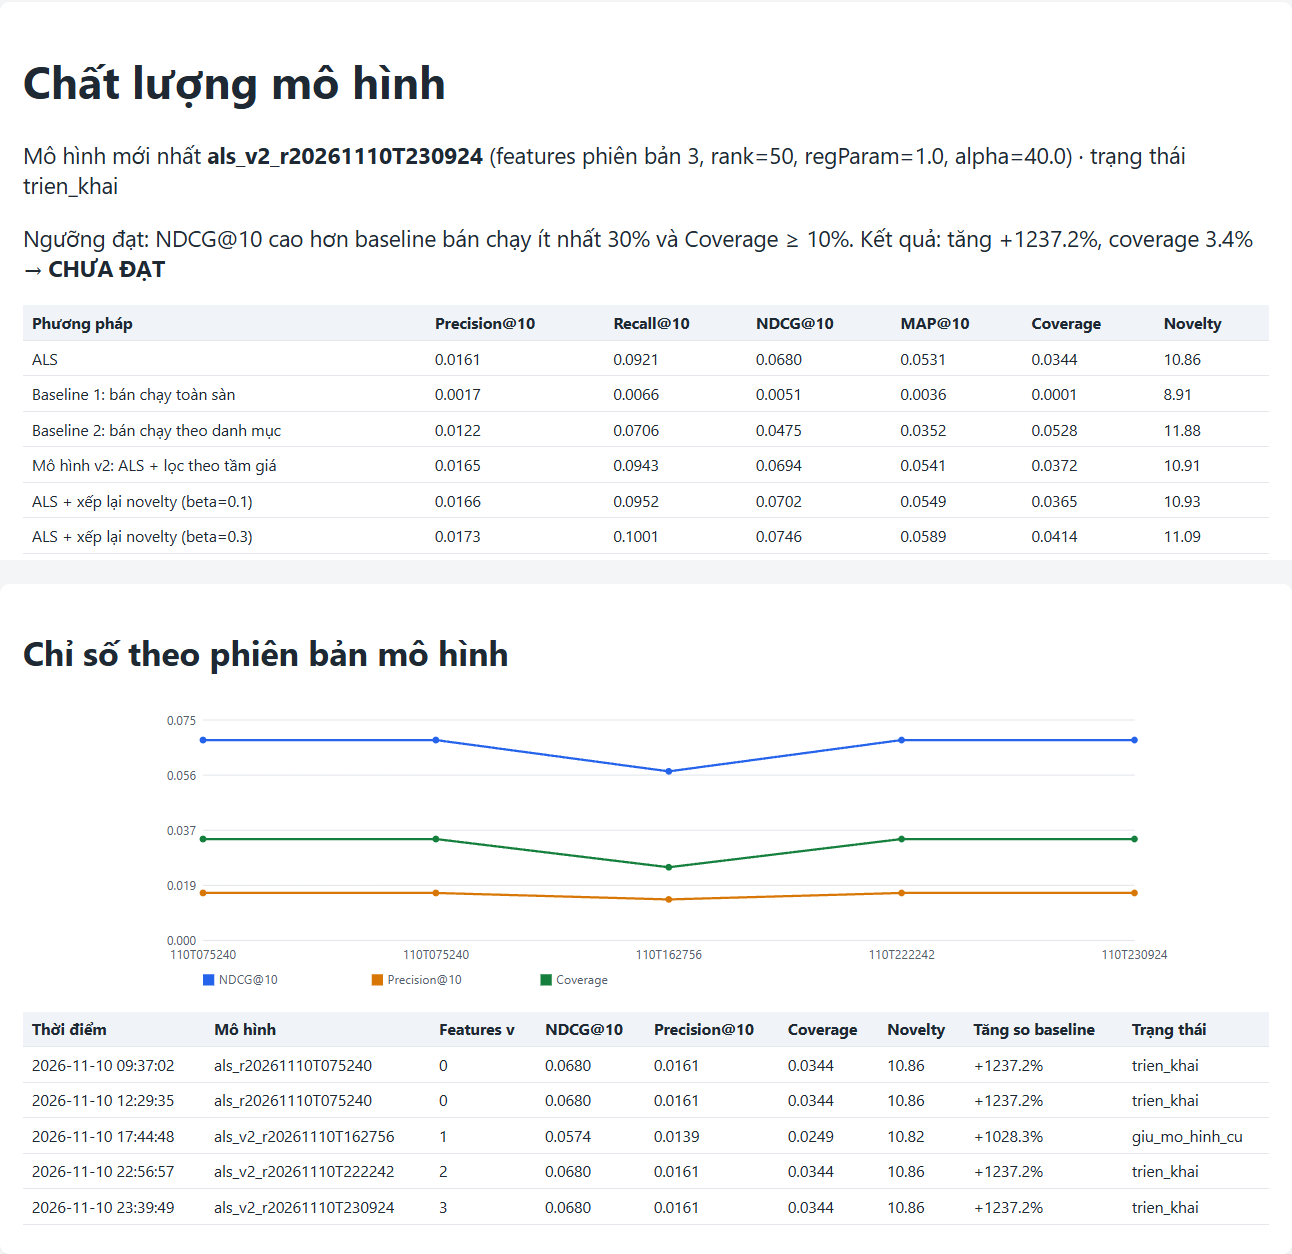 Chất lượng mô hình
Mô hình mới nhất als_v2_r20261110T230924 (features phiên bản 3, rank=50, regParam=1.0, alpha=40.0) · trạng thái
trien_khai
Ngưỡng đạt: NDCG@10 cao hơn baseline bán chạy ít nhất 30% và Coverage ≥ 10%. Kết quả: tăng +1237.2%, coverage 3.4%
→ CHƯA ĐẠT
Phương pháp Precision@10 Recall@10 NDCG@10 MAP@10 Coverage Novelty
ALS 0.0161 0.0921 0.0680 0.0531 0.0344 10.86
Baseline 1: bán chạy toàn sàn 0.0017 0.0066 0.0051 0.0036 0.0001 8.91
Baseline 2: bán chạy theo danh mục 0.0122 0.0706 0.0475 0.0352 0.0528 11.88
Mô hình v2: ALS + lọc theo tầm giá 0.0165 0.0943 0.0694 0.0541 0.0372 10.91
ALS + xếp lại novelty (beta=0.1) 0.0166 0.0952 0.0702 0.0549 0.0365 10.93
ALS + xếp lại novelty (beta=0.3) 0.0173 0.1001 0.0746 0.0589 0.0414 11.09
Chỉ số theo phiên bản mô hình
0.075
0.056
0.037
0.019
0.000
110T075240 110T075240 110T162756 110T222242 110T230924
NDCG@10 Precision@10 Coverage
Thời điểm Mô hình Features v NDCG@10 Precision@10 Coverage Novelty Tăng so baseline Trạng thái
2026-11-10 09:37:02 als_r20261110T075240 0 0.0680 0.0161 0.0344 10.86 +1237.2% trien_khai
2026-11-10 12:29:35 als_r20261110T075240 0 0.0680 0.0161 0.0344 10.86 +1237.2% trien_khai
2026-11-10 17:44:48 als_v2_r20261110T162756 1 0.0574 0.0139 0.0249 10.82 +1028.3% giu_mo_hinh_cu
2026-11-10 22:56:57 als_v2_r20261110T222242 2 0.0680 0.0161 0.0344 10.86 +1237.2% trien_khai
2026-11-10 23:39:49 als_v2_r20261110T230924 3 0.0680 0.0161 0.0344 10.86 +1237.2% trien_khai